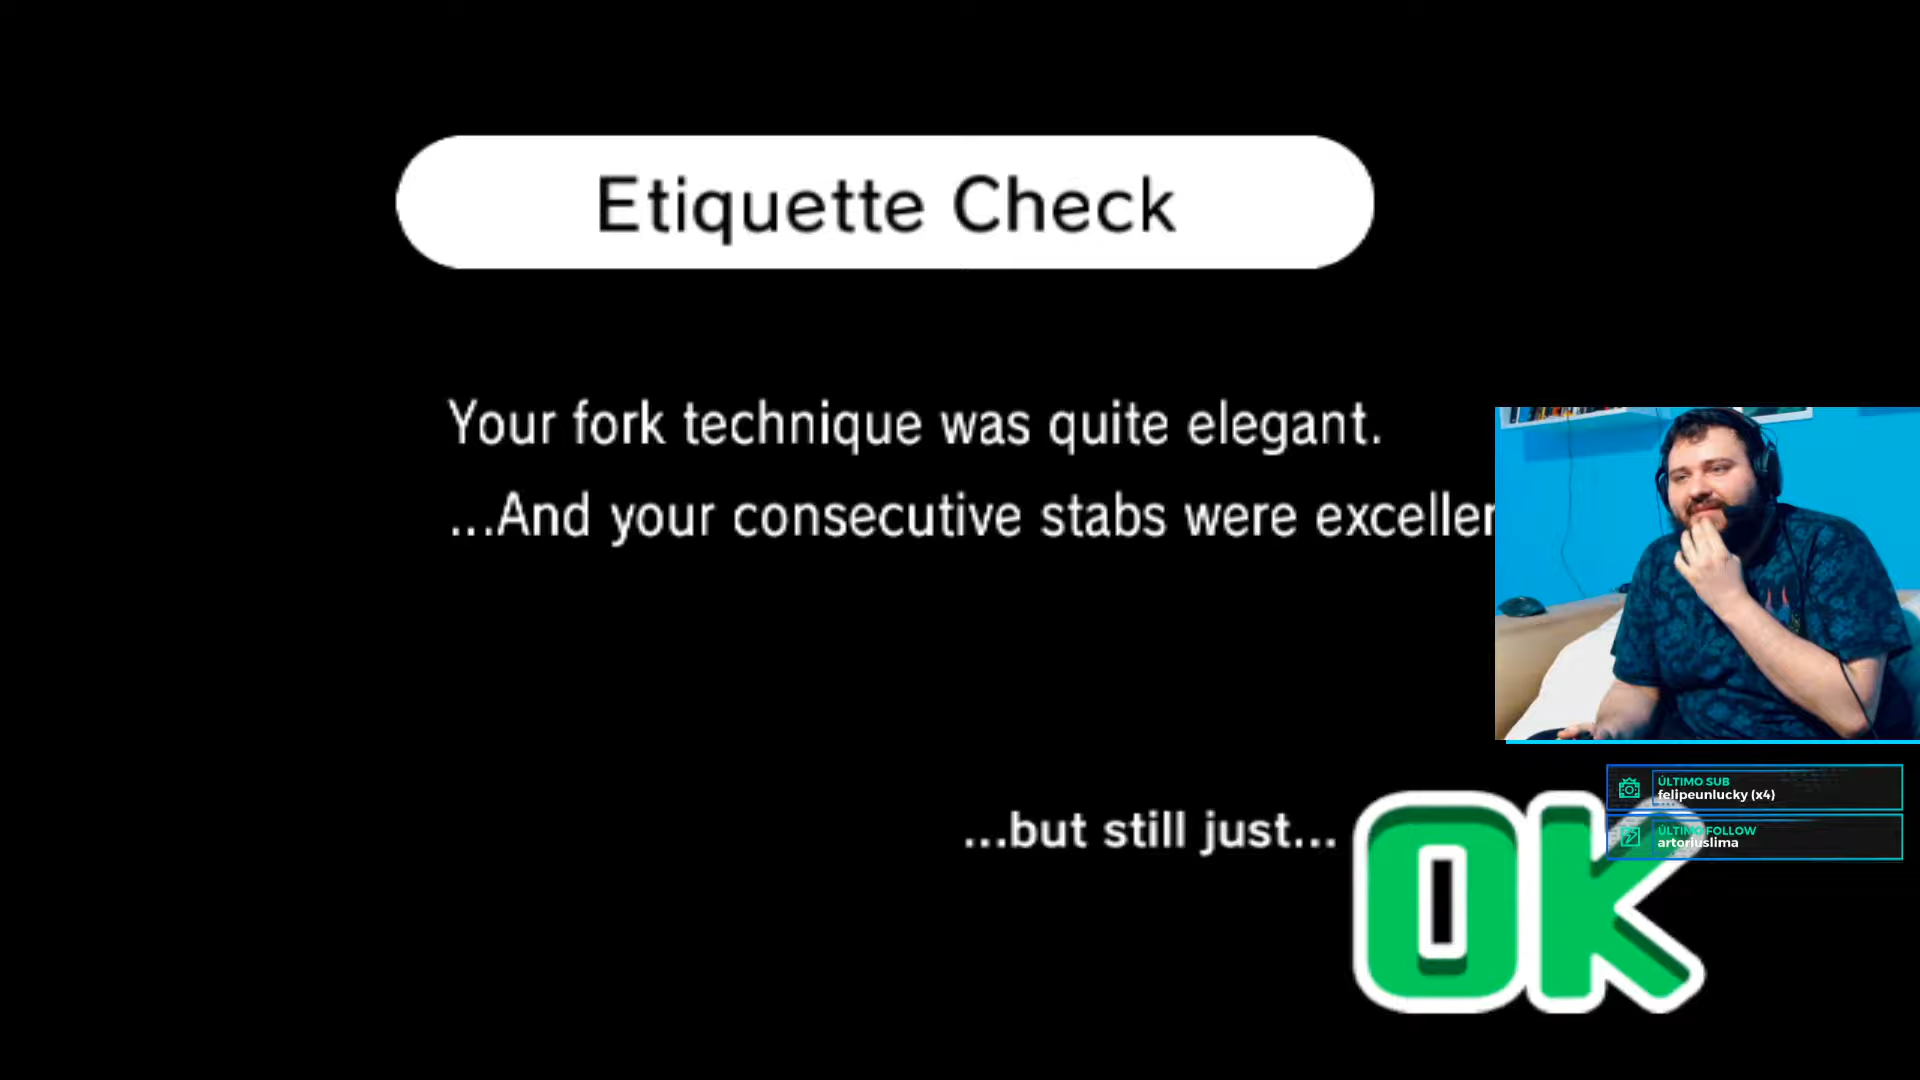 Etiquette Check
Your fork technique was quite elegant.
...And your consecutive stabs were
...but still just...
OK
ÚLTIMO SUB
felipeunlucky (x4)
ÚLTIMO FOLLOW
artoriuslima